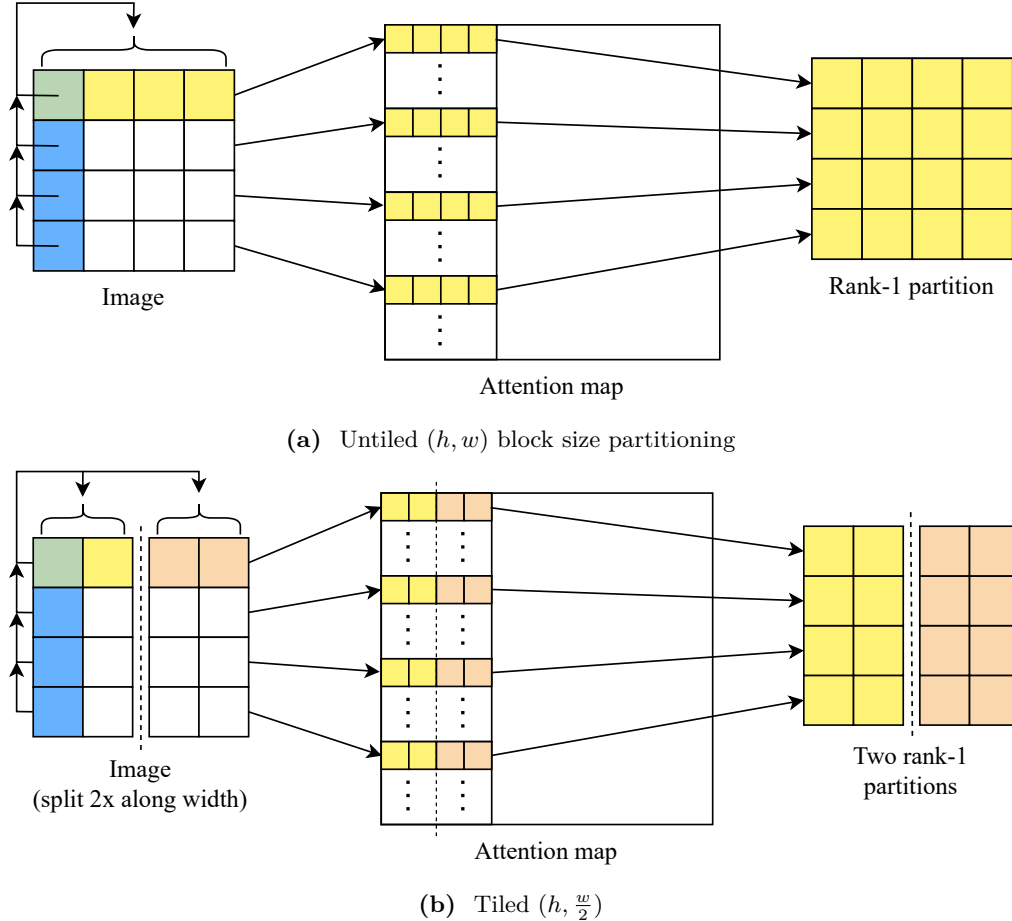 Image
Rank-1 partition
Attention map
(a) Untiled (h, w) block size partitioning
Image
(split 2x along width)
Two rank-1
partitions
Attention map
(b) Tiled (h, w/2)